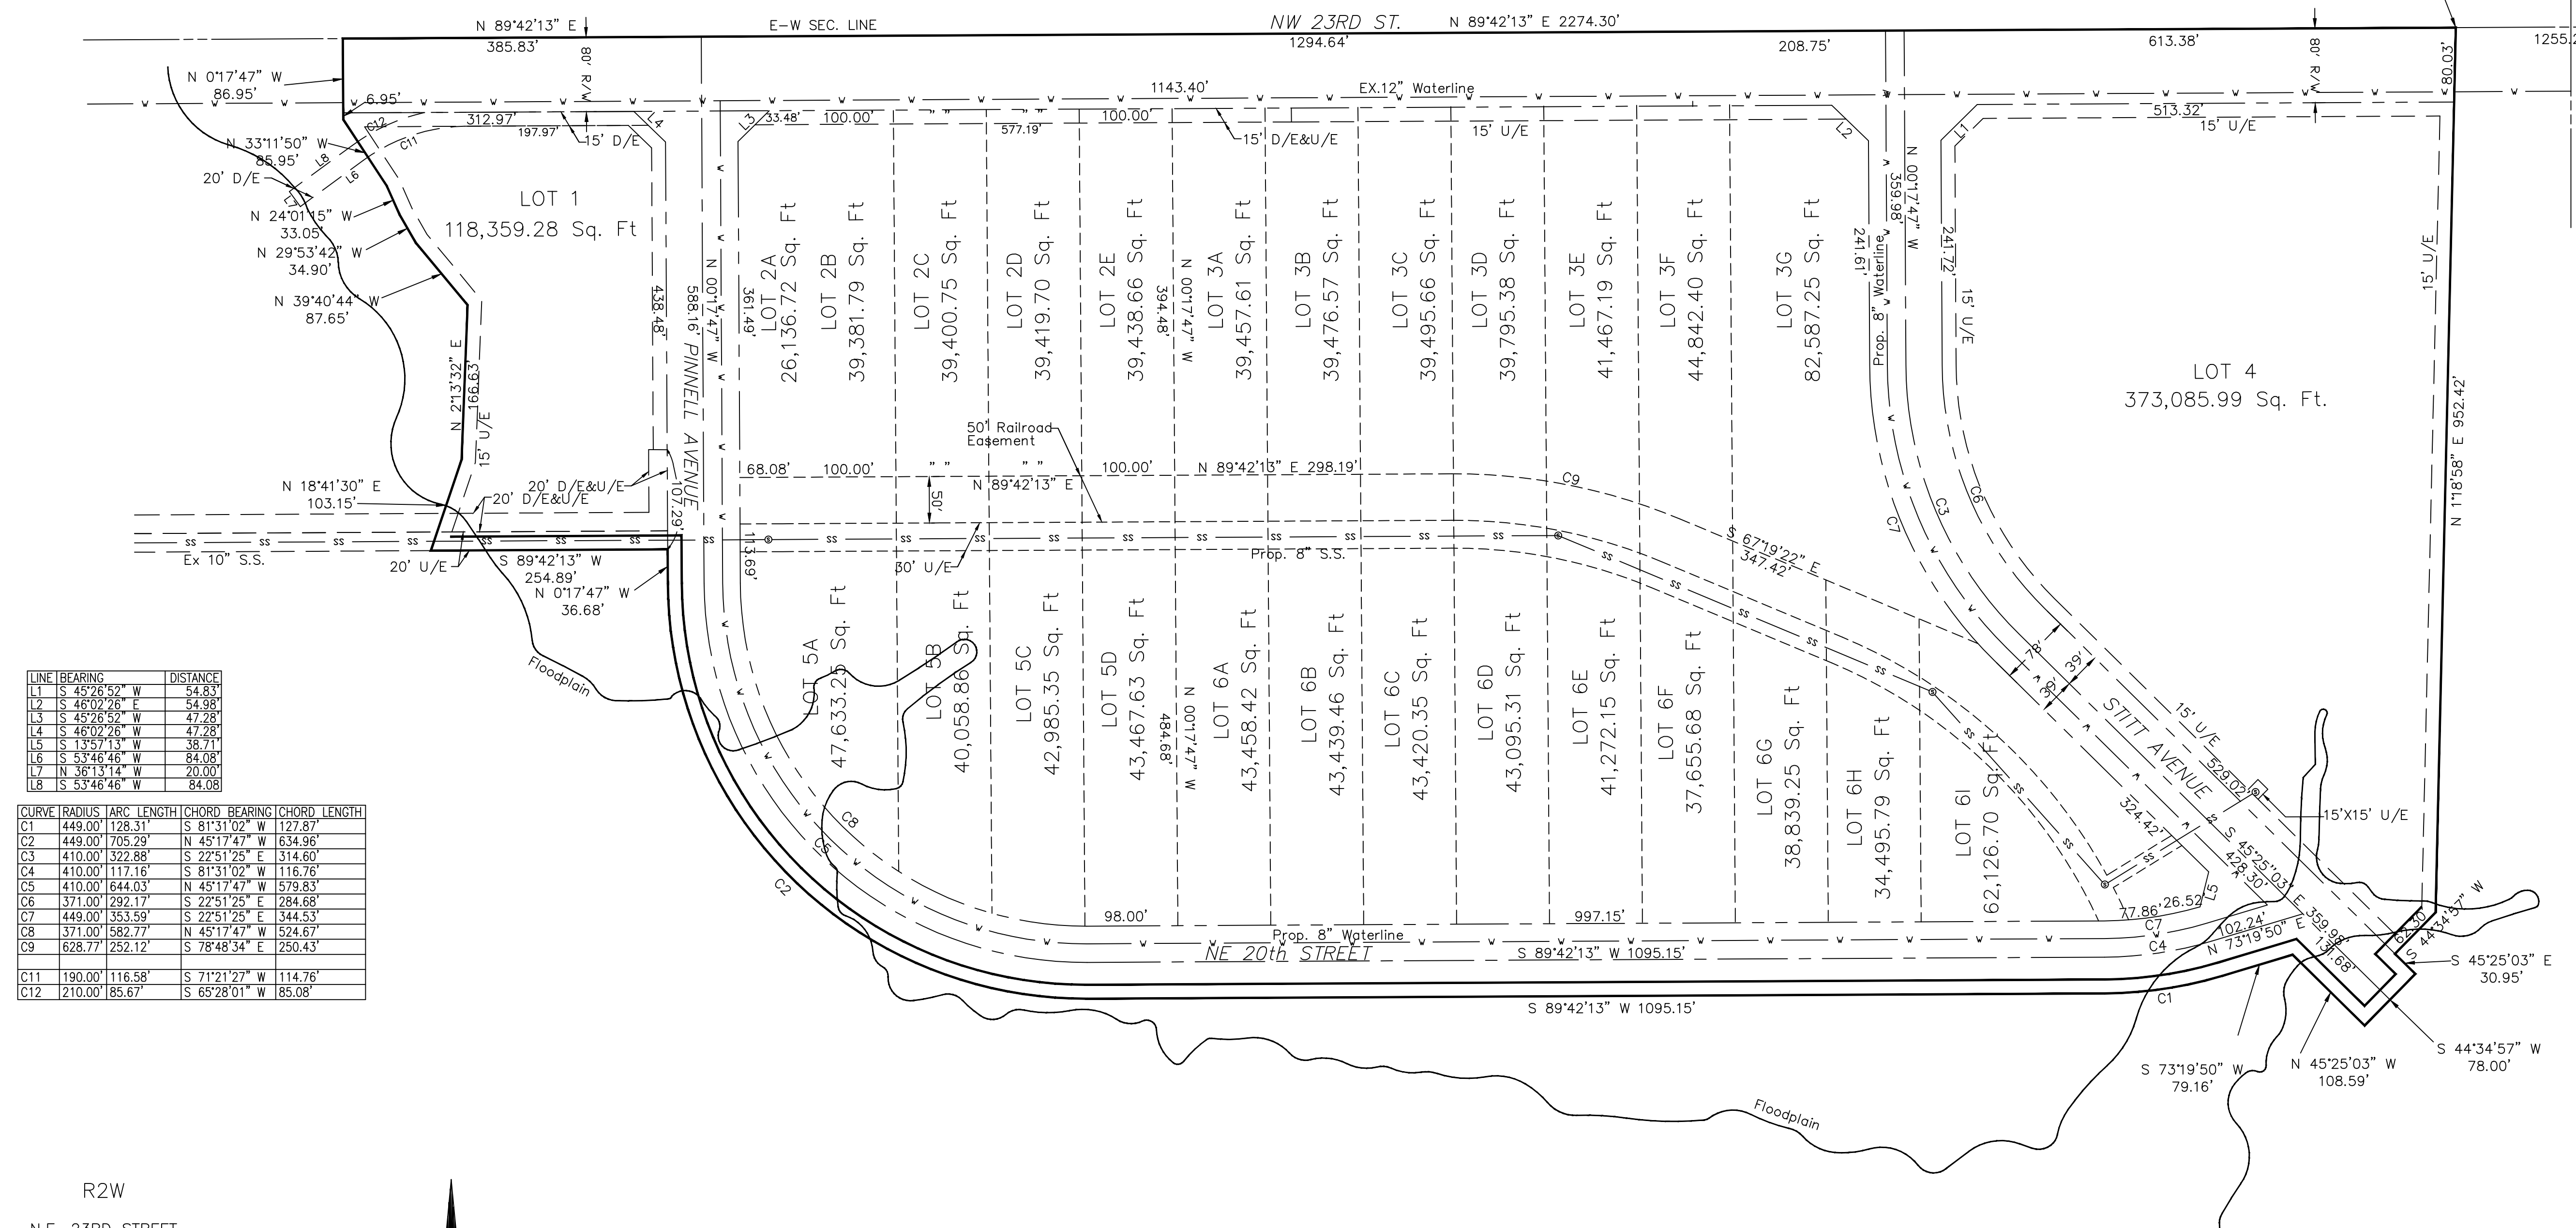 N 89°42'13" E
E-W SEC. LINE
NW 23RD ST.
N 89°42'13" E 2274.30'
385.83'
1294.64'
208.75'
613.38'
80' R/W
80' R/W
80.03'
N 0°17'47" W
86.95'
6.95'
1143.40'
EX.12" Waterline
312.97'
197.97'
15' D/E
C12
C11
L4
L3
33.48'
100.00'
" "
" "
577.19'
100.00'
15' D/E&U/E
15' U/E
L2
L1
513.32'
15' U/E
N 33°11'50" W
85.95'
L8
L6
L7
20' D/E
N 24°01'15" W
33.05'
N 29°53'42" W
34.90'
N 39°40'44" W
87.65'
N 2°13'32" E
166.63'
15' U/E
LOT 1
118,359.28 Sq. Ft
438.48'
588.16'
N 00°17'47" W
PINNELL AVENUE
361.49'
LOT 2A
26,136.72 Sq. Ft
LOT 2B
39,381.79 Sq. Ft
LOT 2C
39,400.75 Sq. Ft
LOT 2D
39,419.70 Sq. Ft
LOT 2E
39,438.66 Sq. Ft
394.48'
N 00°17'47" W
LOT 3A
39,457.61 Sq. Ft
LOT 3B
39,476.57 Sq. Ft
LOT 3C
39,495.66 Sq. Ft
LOT 3D
39,795.38 Sq. Ft
LOT 3E
41,467.19 Sq. Ft
LOT 3F
44,842.40 Sq. Ft
LOT 3G
82,587.25 Sq. Ft
241.61'
Prop. 8" Waterline
359.98'
N 00°17'47" W
241.72'
15' U/E
LOT 4
373,085.99 Sq. Ft.
15' U/E
N 1°18'58" E 952.42'
50' Railroad
Easement
68.08'
100.00'
" "
" "
100.00'
N 89°42'13" E 298.19'
N 89°42'13" E
C9
C7
C3
C6
50'
N 18°41'30" E
103.15'
20' D/E&U/E
20' D/E&U/E
107.29'
113.69'
Ex 10" S.S.
20' U/E
S 89°42'13" W
254.89'
N 0°17'47" W
36.68'
30' U/E
Prop. 8" S.S.
S 67°19'22" E
347.42'
Floodplain
LOT 5A
47,633.25 Sq. Ft
LOT 5B
40,058.86 Sq. Ft
LOT 5C
42,985.35 Sq. Ft
LOT 5D
43,467.63 Sq. Ft
484.68'
N 00°17'47" W
LOT 6A
43,458.42 Sq. Ft
LOT 6B
43,439.46 Sq. Ft
LOT 6C
43,420.35 Sq. Ft
LOT 6D
43,095.31 Sq. Ft
LOT 6E
41,272.15 Sq. Ft
LOT 6F
37,655.68 Sq. Ft
LOT 6G
38,839.25 Sq. Ft
LOT 6H
34,495.79 Sq. Ft
LOT 6I
62,126.70 Sq. Ft
78'
39'
39'
STITT AVENUE
15' U/E
529.02'
324.42'
15'X15' U/E
S 45°25'03" E 359.98'
428.30'
131.68'
L5
77.86'
26.52'
C7
C4
102.24'
N 73°19'50" E
62.30'
S 44°34'57" W
S 45°25'03" E
30.95'
S 44°34'57" W
78.00'
N 45°25'03" W
108.59'
S 73°19'50" W
79.16'
C1
C8
C5
C2
98.00'
997.15'
Prop. 8" Waterline
NE 20th STREET
S 89°42'13" W 1095.15'
S 89°42'13" W 1095.15'
Floodplain
LINE BEARING DISTANCE
L1 S 45°26'52" W 54.83'
L2 S 46°02'26" E 54.98'
L3 S 45°26'52" W 47.28'
L4 S 46°02'26" W 47.28'
L5 S 13°57'13" W 38.71'
L6 S 53°46'46" W 84.08'
L7 N 36°13'14" W 20.00'
L8 S 53°46'46" W 84.08
CURVE RADIUS ARC LENGTH CHORD BEARING CHORD LENGTH
C1 449.00' 128.31' S 81°31'02" W 127.87'
C2 449.00' 705.29' N 45°17'47" W 634.96'
C3 410.00' 322.88' S 22°51'25" E 314.60'
C4 410.00' 117.16' S 81°31'02" W 116.76'
C5 410.00' 644.03' N 45°17'47" W 579.83'
C6 371.00' 292.17' S 22°51'25" E 284.68'
C7 449.00' 353.59' S 22°51'25" E 344.53'
C8 371.00' 582.77' N 45°17'47" W 524.67'
C9 628.77' 252.12' S 78°48'34" E 250.43'
C11 190.00' 116.58' S 71°21'27" W 114.76'
C12 210.00' 85.67' S 65°28'01" W 85.08'
R2W